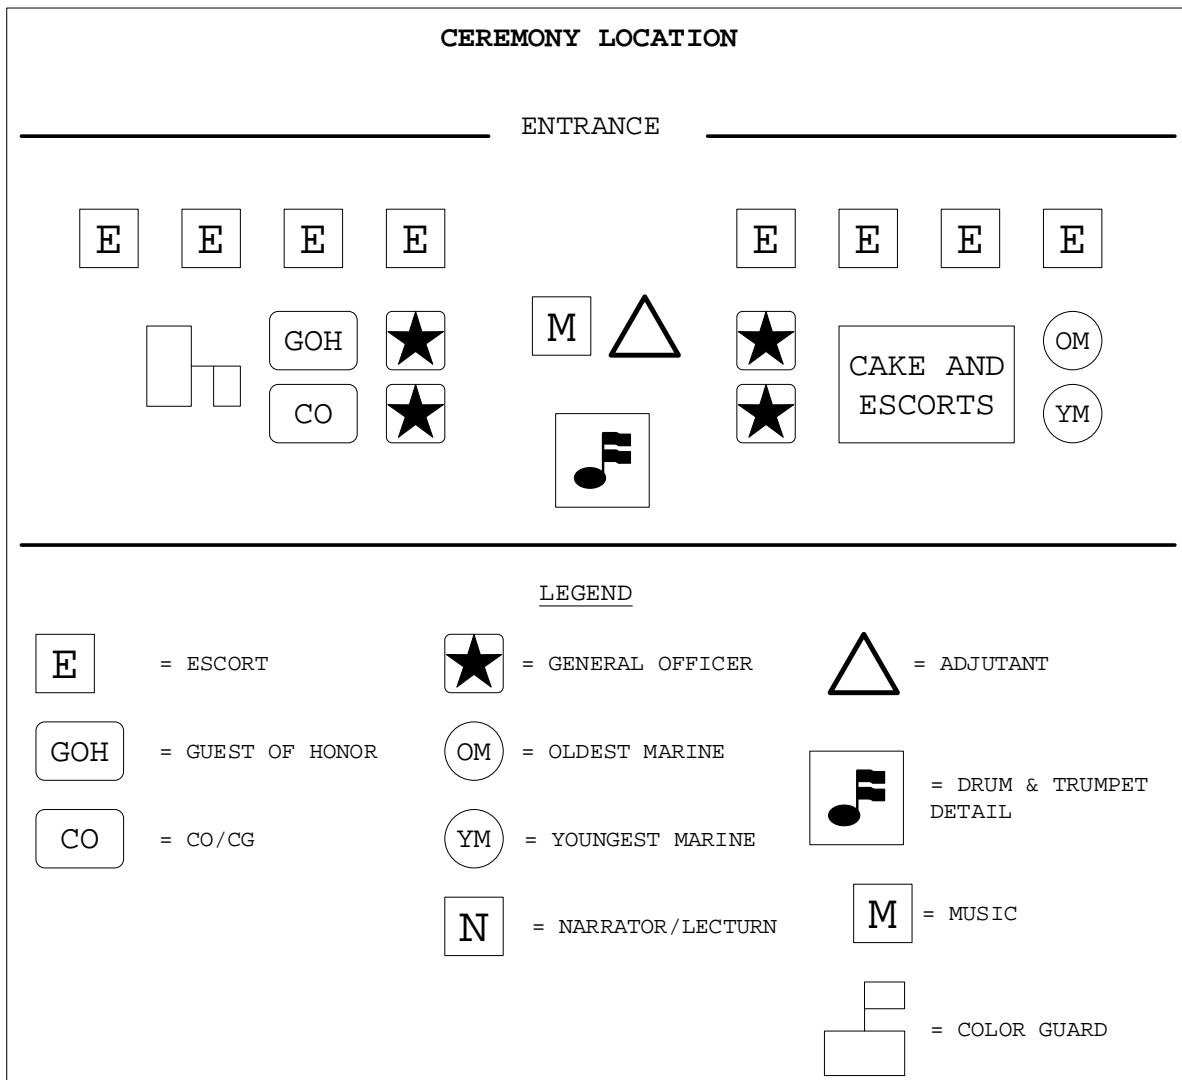 CEREMONY LOCATION
ENTRANCE
E E E E E E E E
GOH M OM
CAKE AND
ESCORTS
CO YM
LEGEND
E = ESCORT = GENERAL OFFICER = ADJUTANT
GOH = GUEST OF HONOR OM = OLDEST MARINE
= DRUM & TRUMPET
DETAIL
CO = CO/CG YM = YOUNGEST MARINE
N = NARRATOR/LECTURN M = MUSIC
= COLOR GUARD